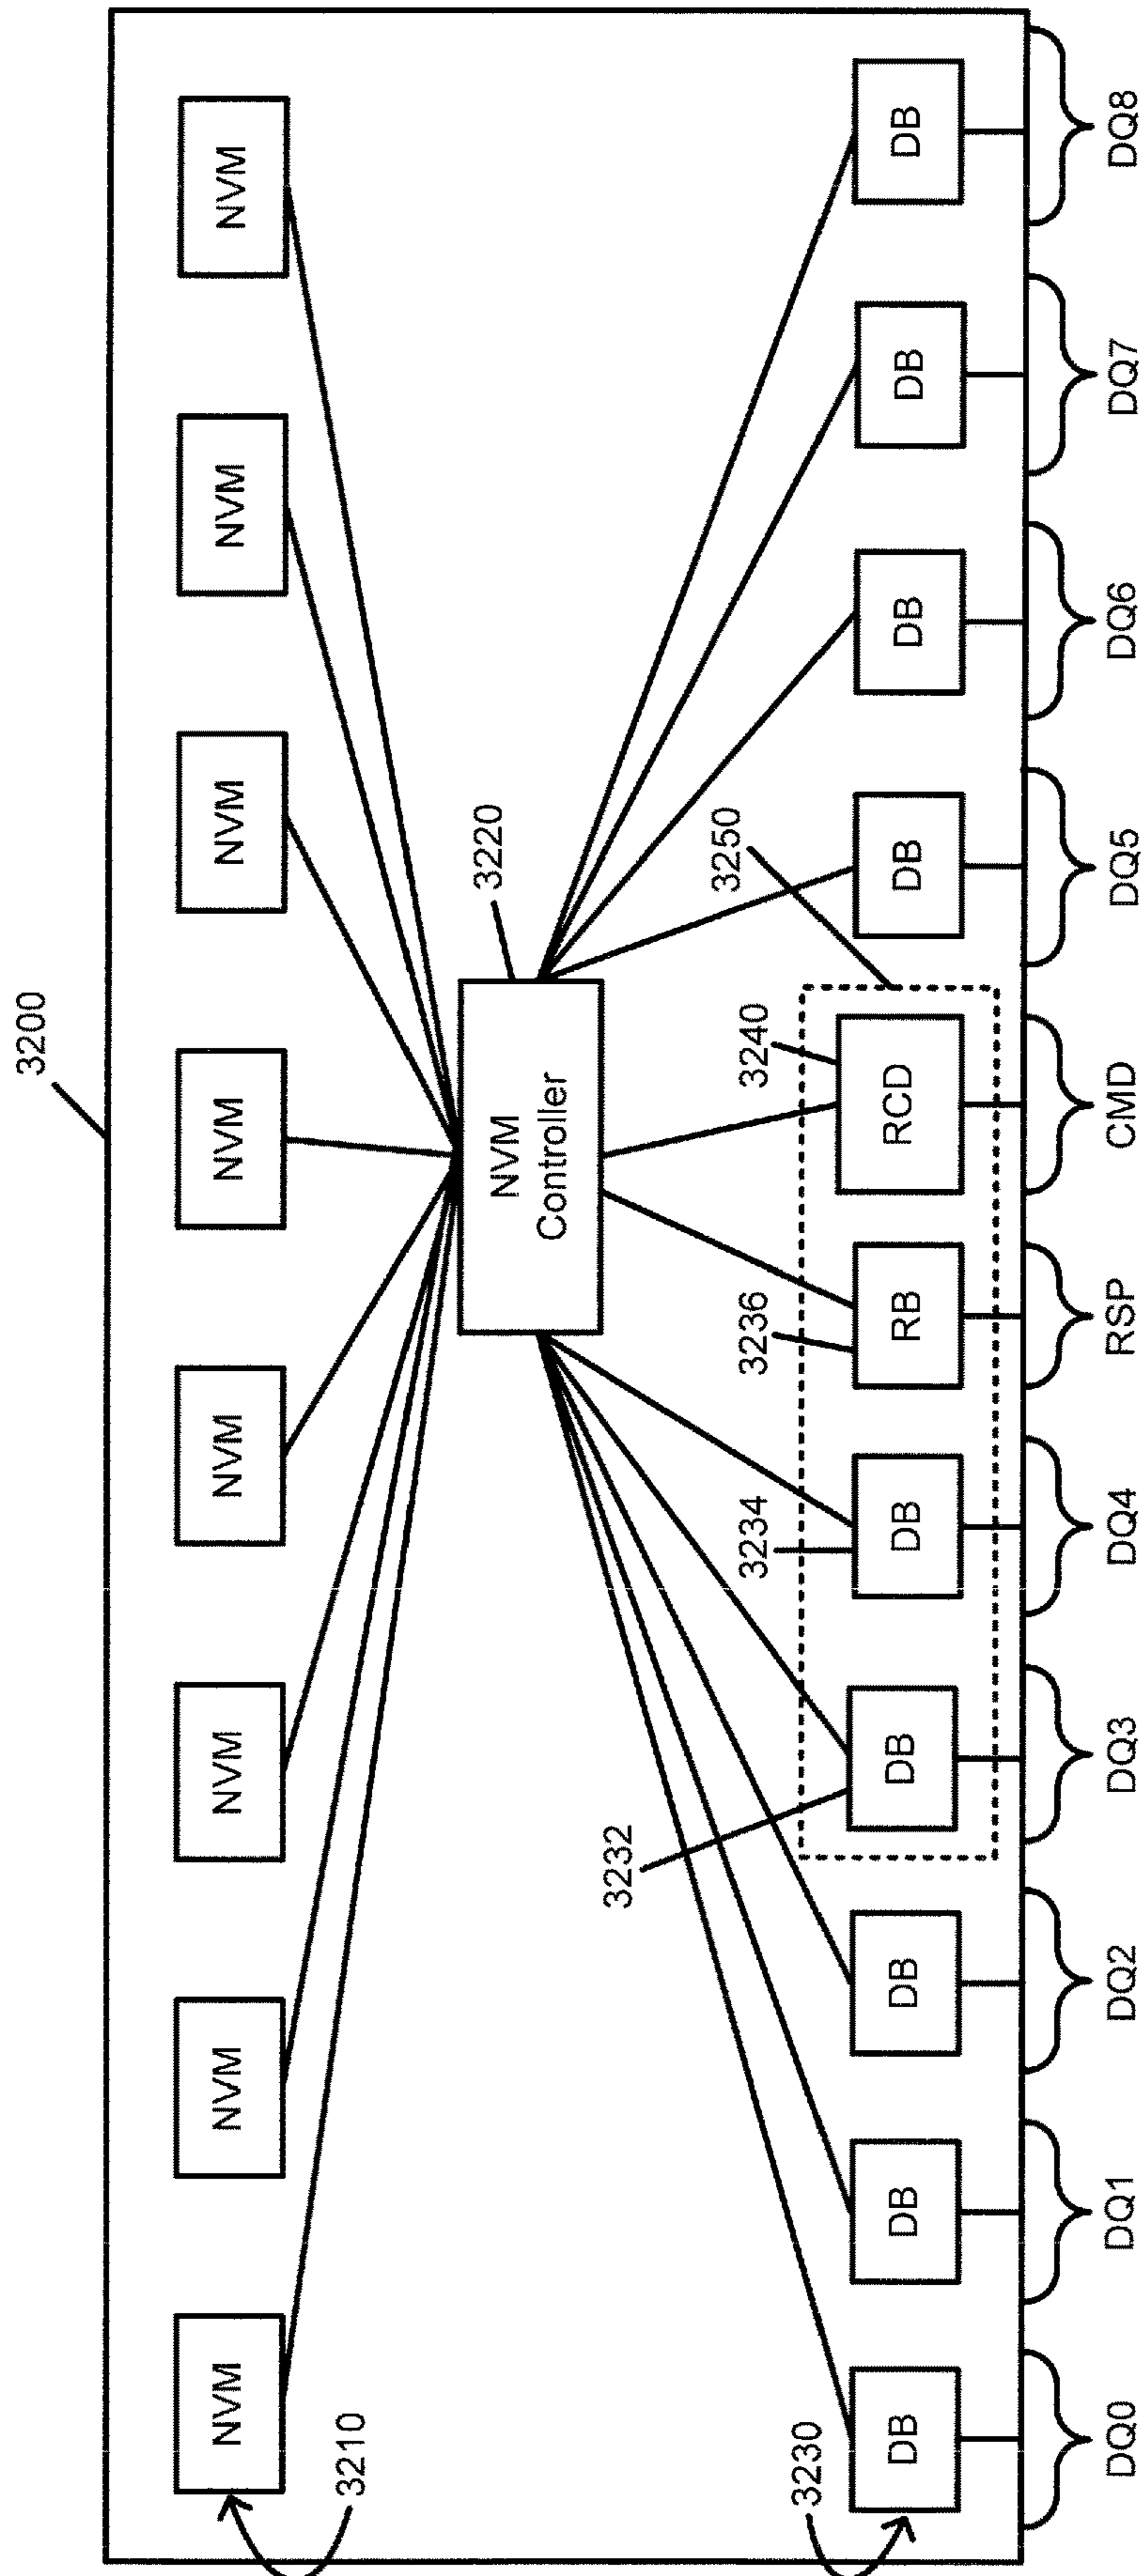 3200
NVM NVM NVM NVM NVM NVM NVM NVM
3210
3220
NVM
Controller
3232
3234
3236
3240
3250
3230
DB DB DB DB DB RB RCD DB DB DB DB
DQ0 DQ1 DQ2 DQ3 DQ4 RSP CMD DQ5 DQ6 DQ7 DQ8